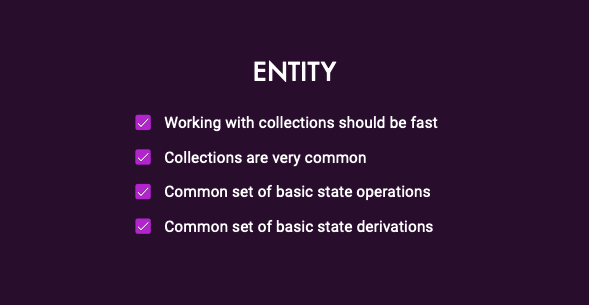 ENTITY
Working with collections should be fast
Collections are very common
Common set of basic state operations
Common set of basic state derivations